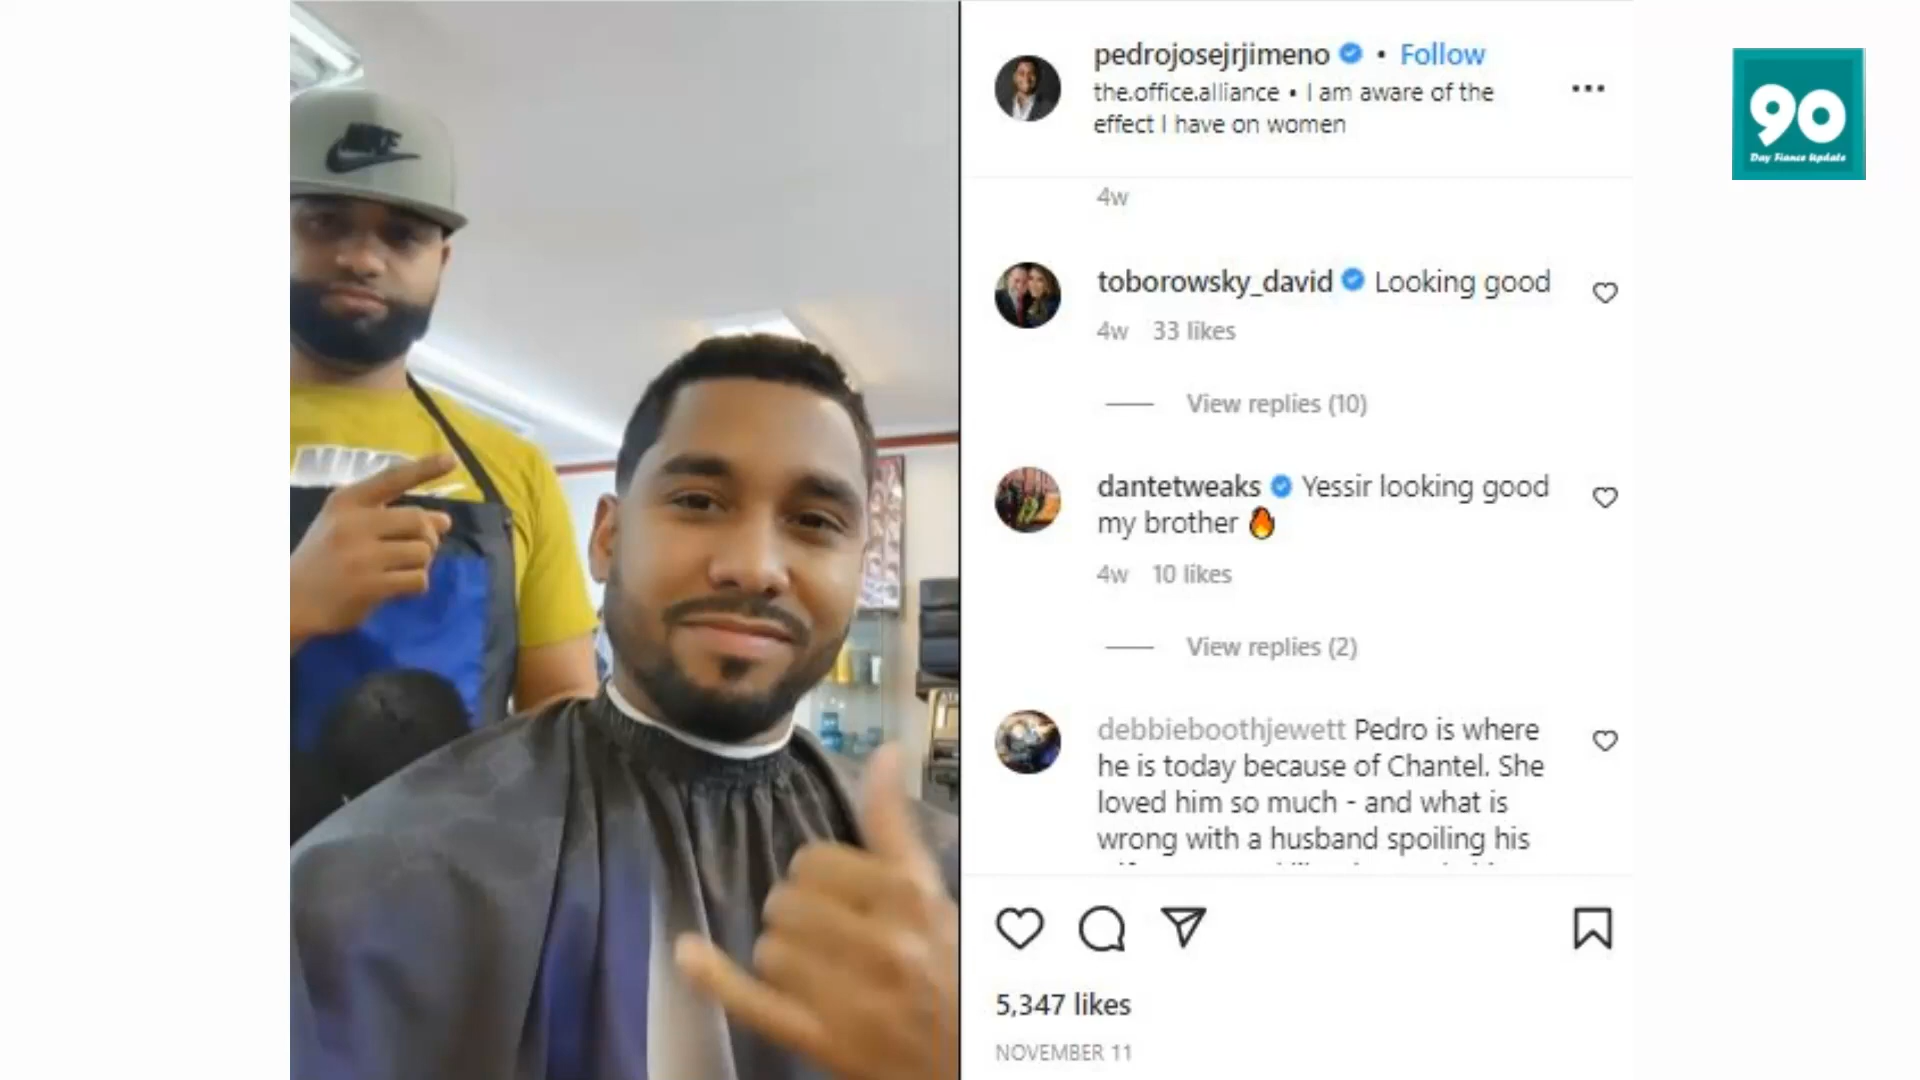 pedrojosejrjimeno • Follow
the.office.alliance • I am aware of the
effect I have on women
4w
toborowsky_david Looking good
4w 33 likes
View replies (10)
dantetweaks Yessir looking good
my brother 🔥
4w 10 likes
View replies (2)
debbieboothjewett Pedro is where
he is today because of Chantel. She
loved him so much - and what is
wrong with a husband spoiling his
5,347 likes
NOVEMBER 11
90
Day Fiance Update
NIKE